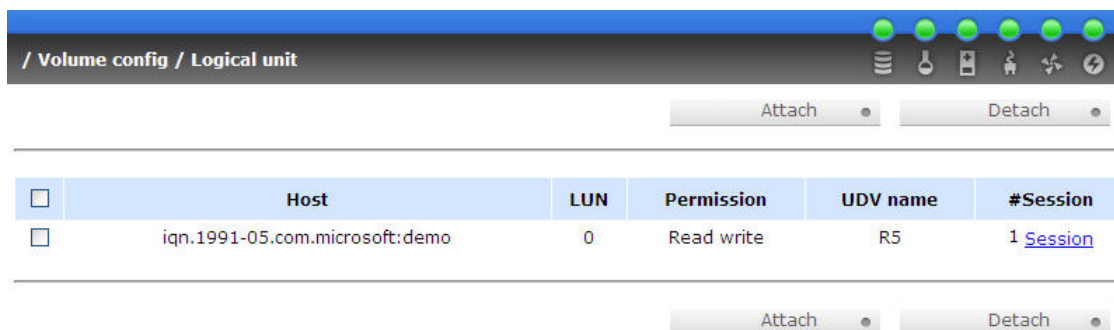 / Volume config / Logical unit
Attach Detach
Host LUN Permission UDV name #Session
iqn.1991-05.com.microsoft:demo 0 Read write R5 1 Session
Attach Detach